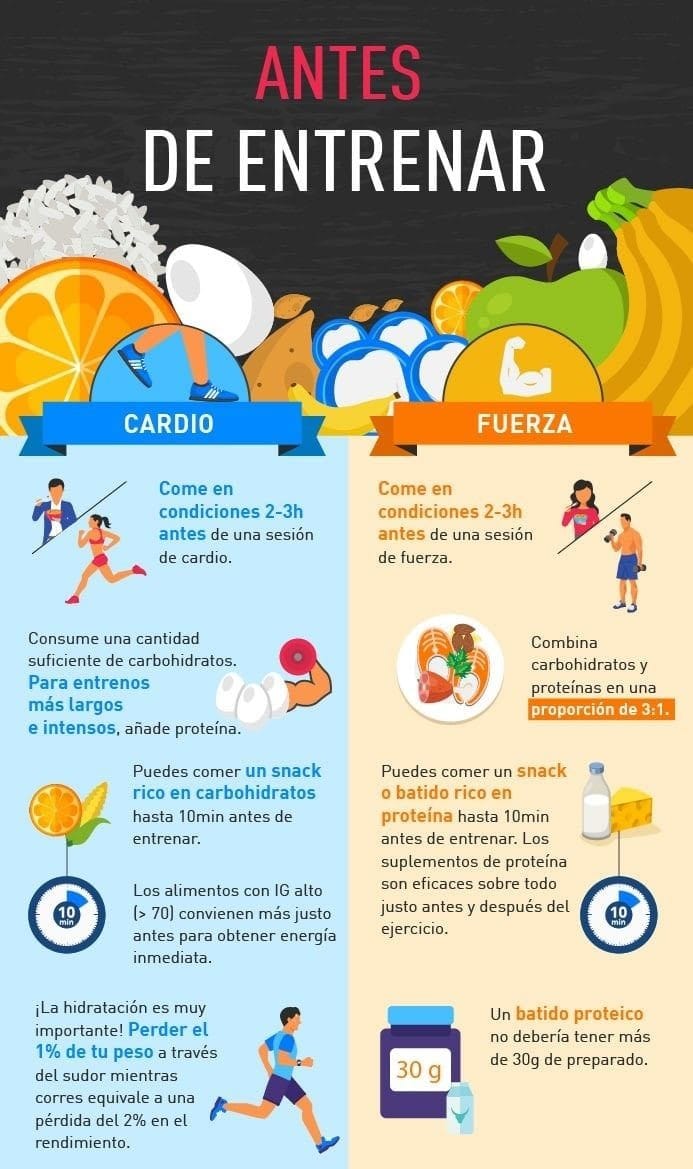 ANTES
DE ENTRENAR
CARDIO
Come en
condiciones 2-3h
antes de una sesión
de cardio.
Consume una cantidad
suficiente de carbohidratos.
Para entrenos
más largos
e intensos, añade proteína.
Puedes comer un snack
rico en carbohidratos
hasta 10min antes de
entrenar.
10
min
Los alimentos con IG alto
(> 70) convienen más justo
antes para obtener energía
inmediata.
¡La hidratación es muy
importante! Perder el
1% de tu peso a través
del sudor mientras
corres equivale a una
pérdida del 2% en el
rendimiento.
FUERZA
Come en
condiciones 2-3h
antes de una sesión
de fuerza.
Combina
carbohidratos y
proteínas en una
proporción de 3:1.
Puedes comer un snack
o batido rico en
proteína hasta 10min
antes de entrenar. Los
suplementos de proteína
son eficaces sobre todo
justo antes y después del
ejercicio.
10
min
30 g
Un batido proteico
no debería tener más
de 30g de preparado.